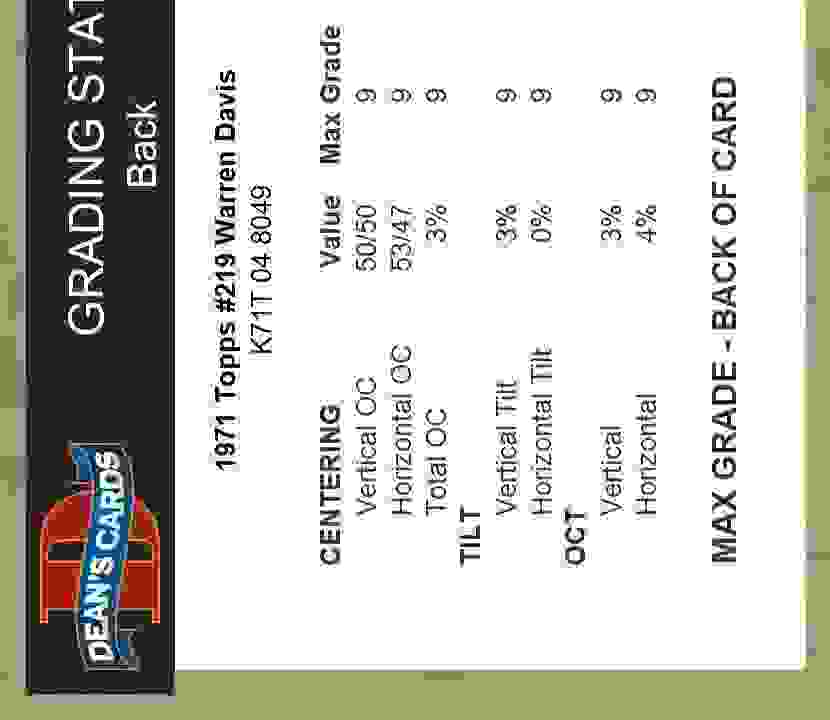 DEAN'S CARDS
GRADING STAT
Back
1971 Topps #219 Warren Davis
K71T 04 8049
CENTERING Value Max Grade
Vertical OC 50/50 9
Horizontal OC 53/47 9
Total OC 3% 9
TILT
Vertical Tilt 3% 9
Horizontal Tilt 0% 9
OCT
Vertical 3% 9
Horizontal 4% 9
MAX GRADE - BACK OF CARD